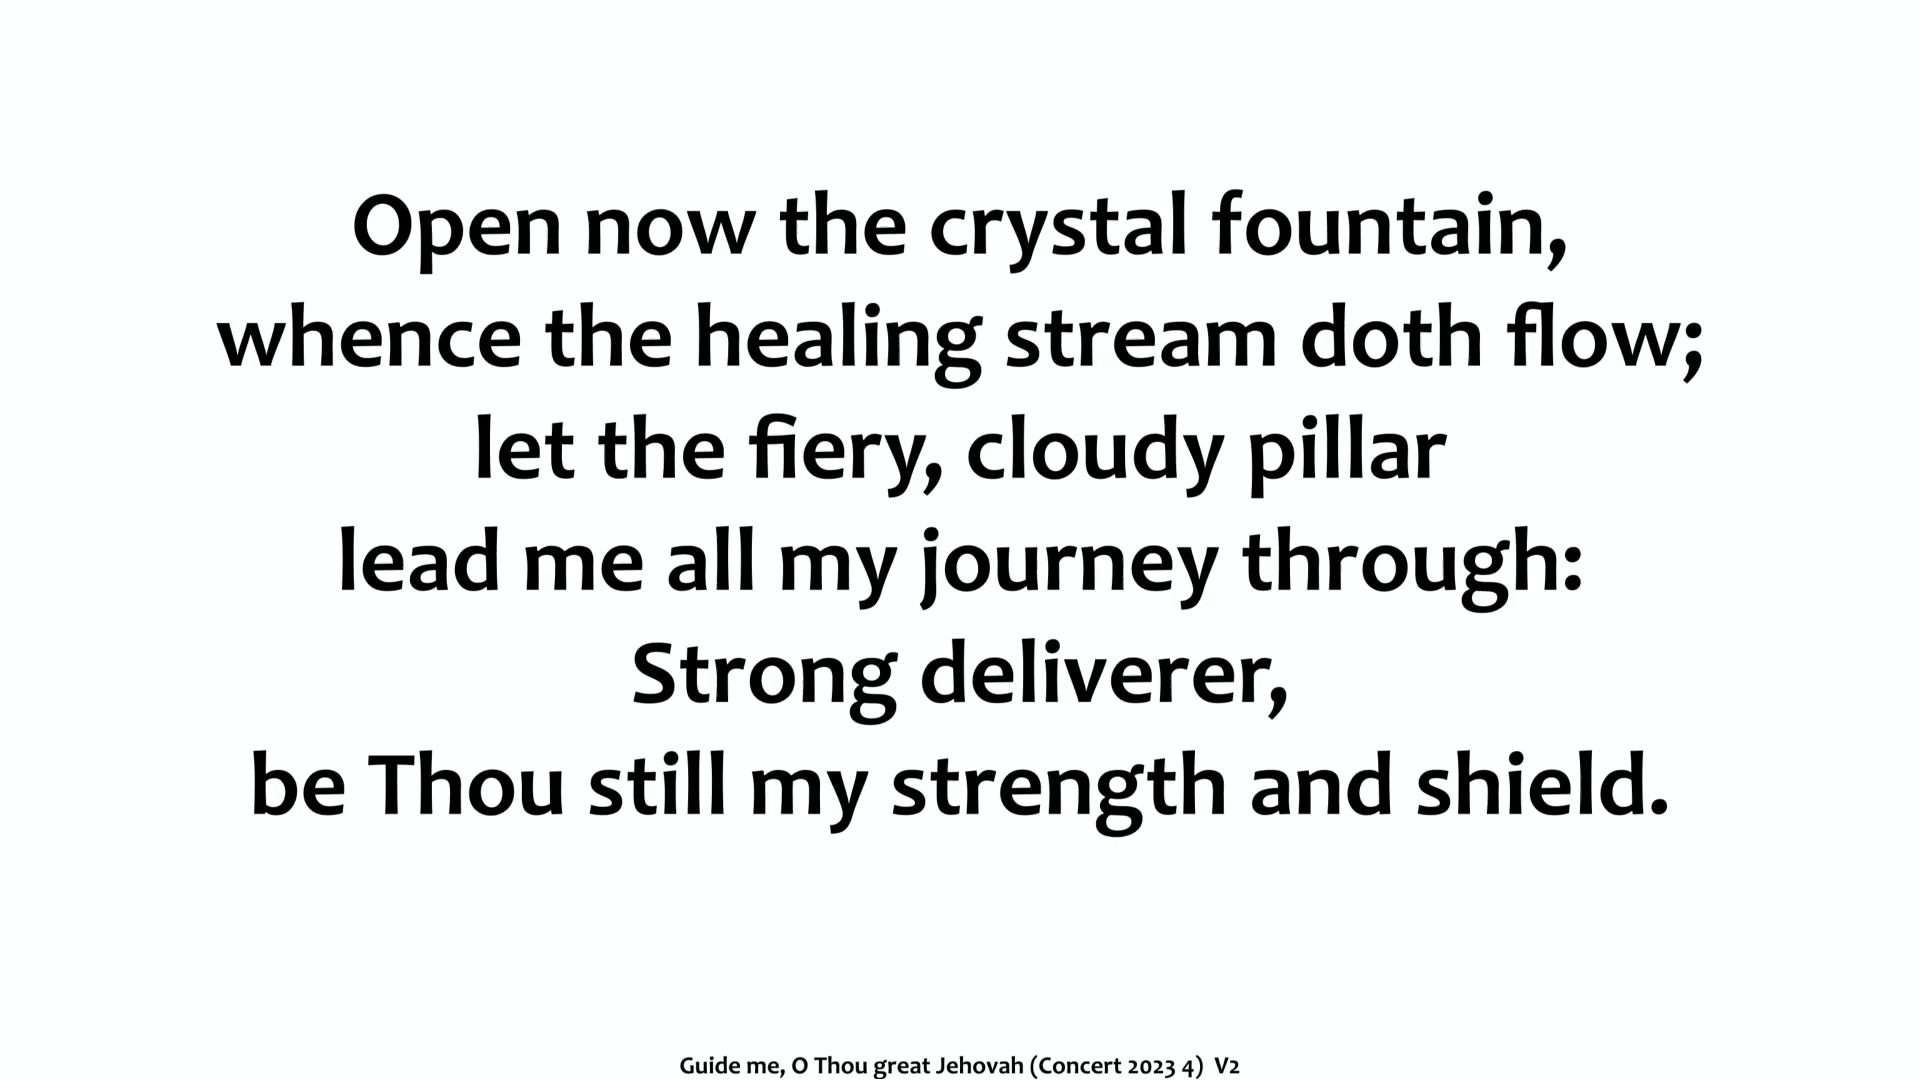 Open now the crystal fountain,
whence the healing stream doth flow;
let the fiery, cloudy pillar
lead me all my journey through:
Strong deliverer,
be Thou still my strength and shield.
Guide me, O Thou great Jehovah (Concert 2023 4) V2